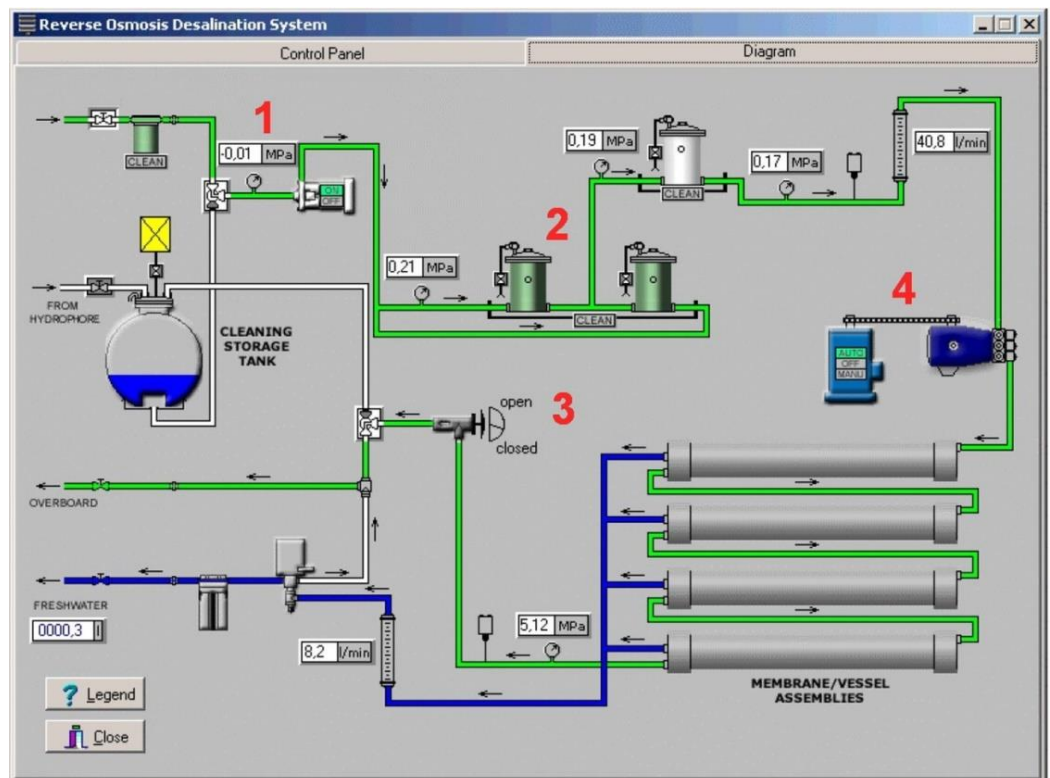 Reverse Osmosis Desalination System
Control Panel
Diagram
1
-0,01 MPa
CLEAN
ON
OFF
0,19 MPa
CLEAN
0,17 MPa
40,8 l/min
2
0,21 MPa
CLEAN
FROM
HYDROPHORE
CLEANING
STORAGE
TANK
4
AUTO
OFF
MANU
3
open
closed
OVERBOARD
FRESHWATER
0000,3 l
8,2 l/min
5,12 MPa
MEMBRANE/VESSEL
ASSEMBLIES
? Legend
Close